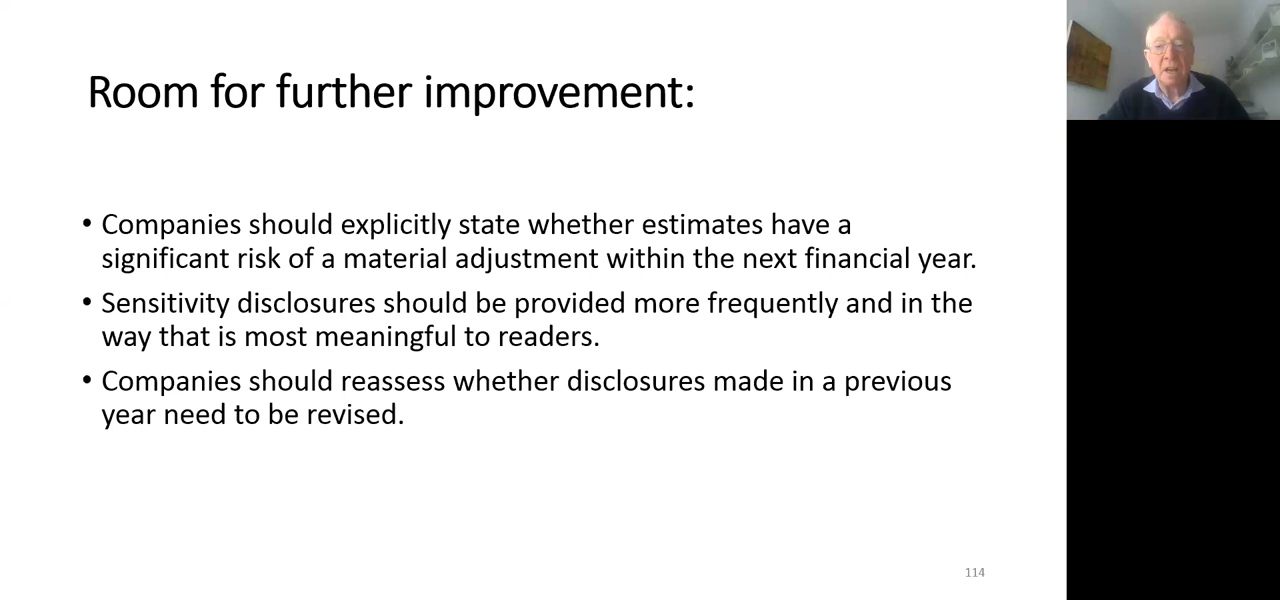 Room for further improvement:
• Companies should explicitly state whether estimates have a
significant risk of a material adjustment within the next financial year.
• Sensitivity disclosures should be provided more frequently and in the
way that is most meaningful to readers.
• Companies should reassess whether disclosures made in a previous
year need to be revised.
114